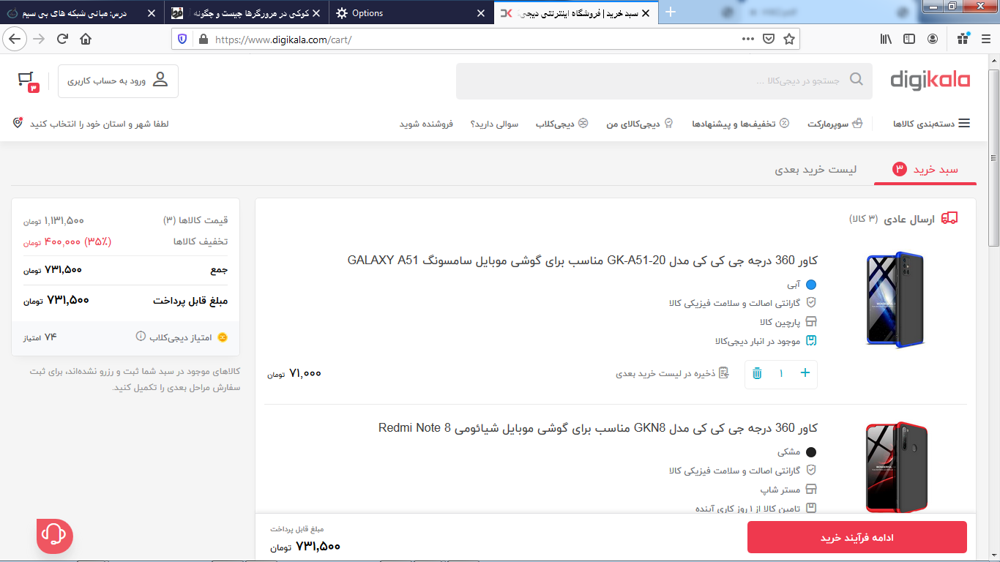 درس: مبانی شبکه های بی سیم
کوکی در مرورگرها چیست و چگونه
Options
سبد خرید | فروشگاه اینترنتی دیجی
https://www.digikala.com/cart/
digikala
جستجو در دیجی‌کالا ...
ورود به حساب کاربری
۳
دسته‌بندی کالاها
سوپرمارکت
تخفیف‌ها و پیشنهادها
دیجی‌کالای من
دیجی‌کلاب
سوالی دارید؟
فروشنده شوید
لطفا شهر و استان خود را انتخاب کنید
سبد خرید ۳
لیست خرید بعدی
ارسال عادی (۳ کالا)
کاور 360 درجه جی کی کی مدل GK-A51-20 مناسب برای گوشی موبایل سامسونگ GALAXY A51
آبی
گارانتی اصالت و سلامت فیزیکی کالا
پارچین کالا
موجود در انبار دیجی‌کالا
+ ۱
ذخیره در لیست خرید بعدی
۷۱,۰۰۰ تومان
کاور 360 درجه جی کی کی مدل GKN8 مناسب برای گوشی موبایل شیائومی Redmi Note 8
مشکی
گارانتی اصالت و سلامت فیزیکی کالا
مستر شاپ
تامین کالا از ۱ روز کاری آینده
قیمت کالاها (۳) ۱,۱۳۱,۵۰۰ تومان
تخفیف کالاها (۳۵٪) ۴۰۰,۰۰۰ تومان
جمع ۷۳۱,۵۰۰ تومان
مبلغ قابل پرداخت ۷۳۱,۵۰۰ تومان
امتیاز دیجی‌کلاب ۷۴ امتیاز
کالاهای موجود در سبد شما ثبت و رزرو نشده‌اند، برای ثبت
سفارش مراحل بعدی را تکمیل کنید.
ادامه فرآیند خرید
مبلغ قابل پرداخت
۷۳۱,۵۰۰ تومان